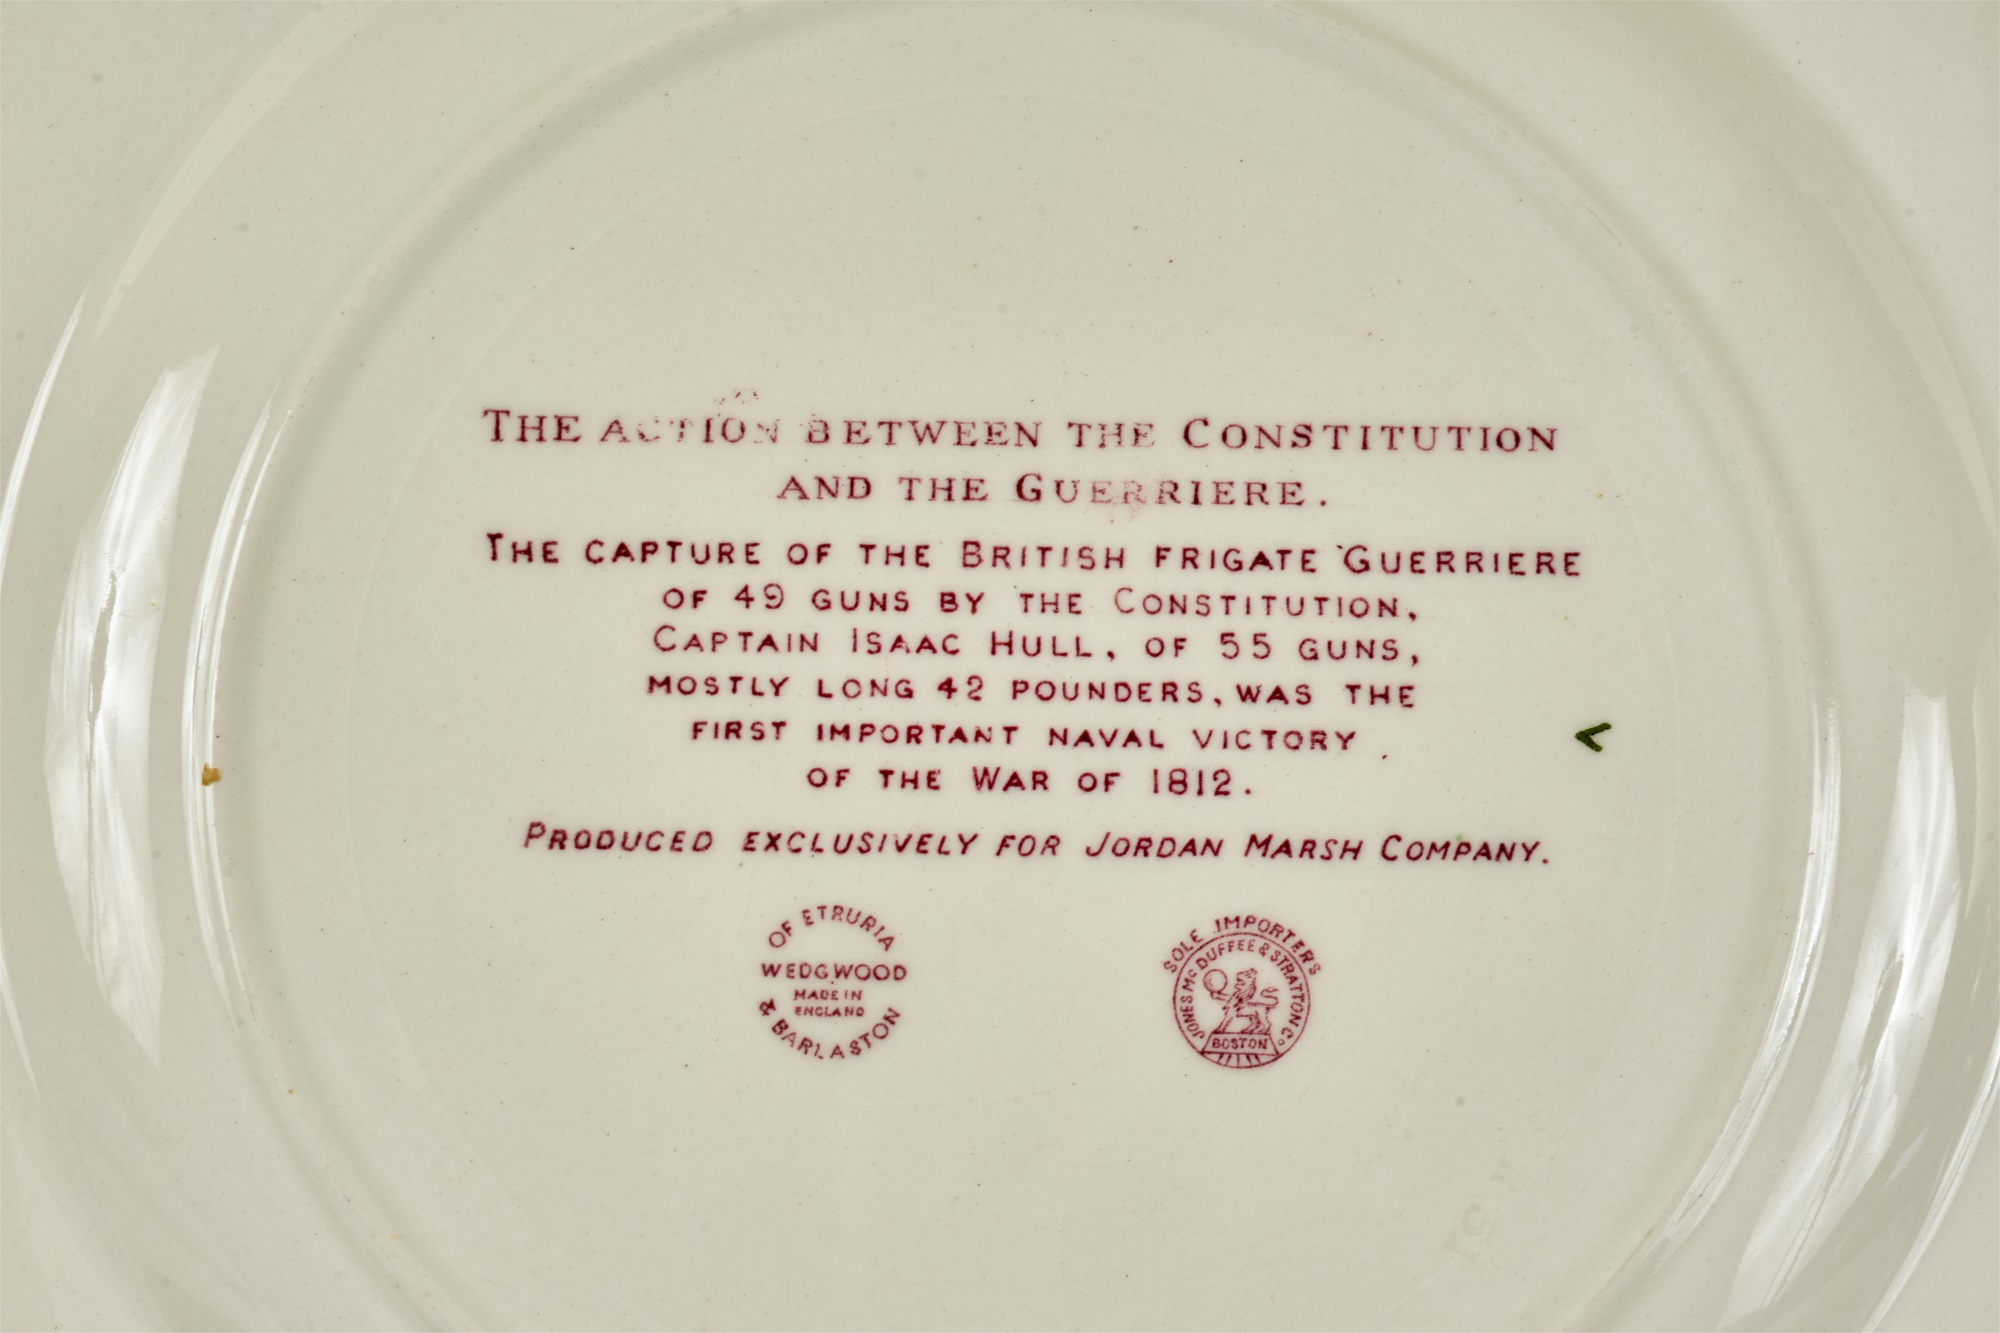 THE ACTION BETWEEN THE CONSTITUTION
AND THE GUERRIERE.
THE CAPTURE OF THE BRITISH FRIGATE GUERRIERE
OF 49 GUNS BY THE CONSTITUTION,
CAPTAIN ISAAC HULL, OF 55 GUNS,
MOSTLY LONG 42 POUNDERS, WAS THE
FIRST IMPORTANT NAVAL VICTORY
OF THE WAR OF 1812.
PRODUCED EXCLUSIVELY FOR JORDAN MARSH COMPANY.
OF ETRURIA
WEDGWOOD
MADE IN
ENGLAND
& BARLASTON
SOLE IMPORTERS
JONES MC DUFFEE & STRATTON CO
BOSTON